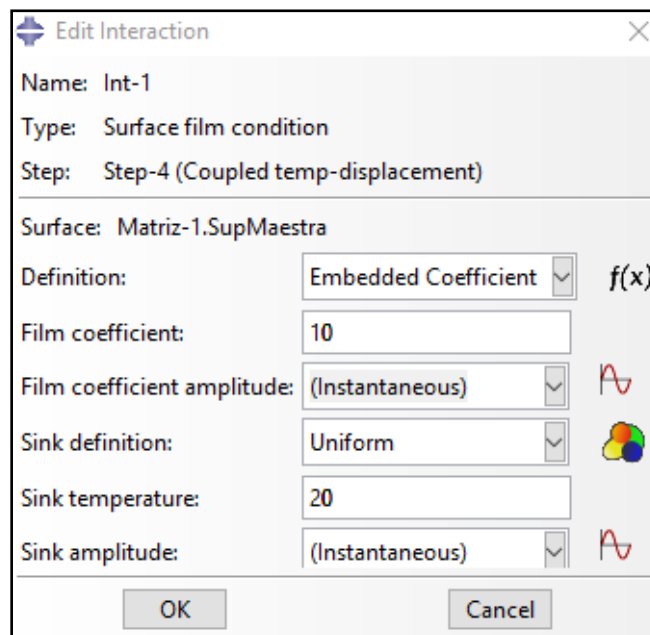 Edit Interaction
Name: Int-1
Type: Surface film condition
Step: Step-4 (Coupled temp-displacement)
Surface: Matriz-1.SupMaestra
Definition: Embedded Coefficient f(x)
Film coefficient: 10
Film coefficient amplitude: (Instantaneous)
Sink definition: Uniform
Sink temperature: 20
Sink amplitude: (Instantaneous)
OK Cancel